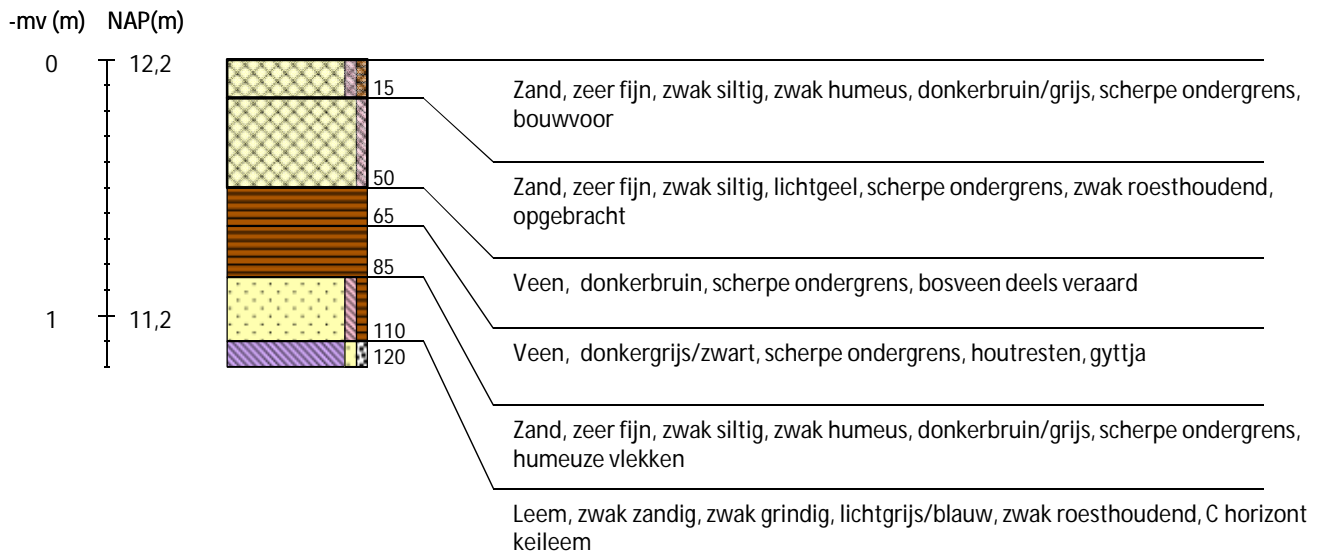 -mv (m) NAP(m)
0 12,2
15
Zand, zeer fijn, zwak siltig, zwak humeus, donkerbruin/grijs, scherpe ondergrens,
bouwvoor
50
Zand, zeer fijn, zwak siltig, lichtgeel, scherpe ondergrens, zwak roesthoudend,
opgebracht
65
Veen, donkerbruin, scherpe ondergrens, bosveen deels veraard
85
1 11,2
Veen, donkergrijs/zwart, scherpe ondergrens, houtresten, gyttja
110
120
Zand, zeer fijn, zwak siltig, zwak humeus, donkerbruin/grijs, scherpe ondergrens,
humeuze vlekken
Leem, zwak zandig, zwak grindig, lichtgrijs/blauw, zwak roesthoudend, C horizont
keileem